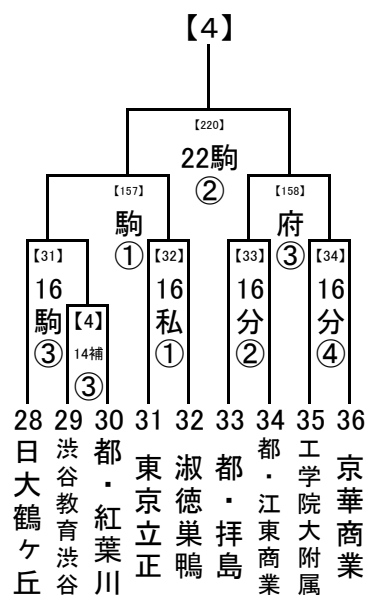 【4】
【220】
22駒
②
【157】
駒
①
【158】
府
③
【31】
16
駒
③
【32】
16
私
①
【33】
16
分
②
【34】
16
分
④
【4】
14補
③
28
日大鶴ヶ丘
29
渋谷教育渋谷
30
都・紅葉川
31
東京立正
32
淑徳巣鴨
33
都・拝島
34
都・江東商業
35
工学院大附属
36
京華商業